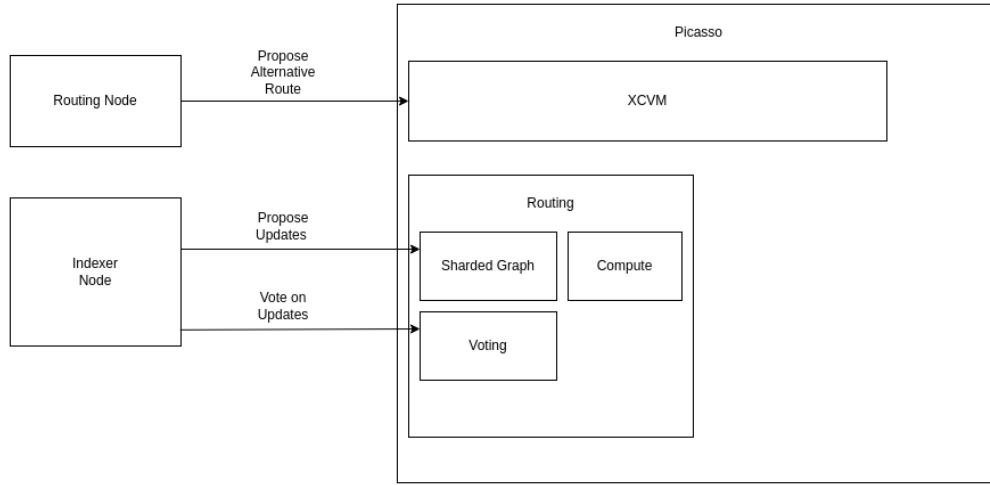 Picasso
Propose
Alternative
Route
Routing Node
XCVM
Routing
Propose
Updates
Indexer
Node
Sharded Graph
Compute
Vote on
Updates
Voting